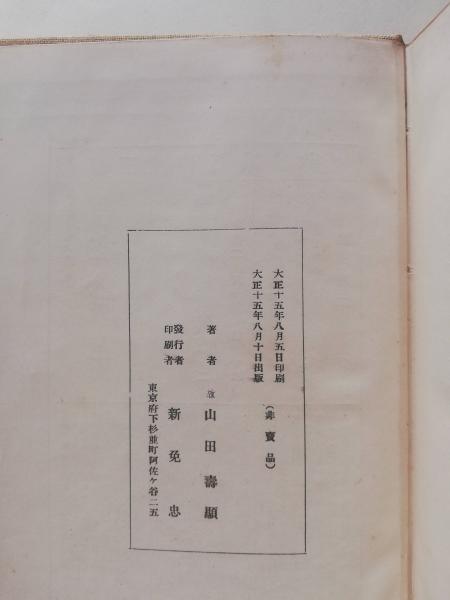 大正十五年八月五日印刷
大正十五年八月十日出版
(非賣品)
著者 故 山田壽顯
發行者
印刷者 新免忠
東京府下杉並町阿佐ケ谷二五